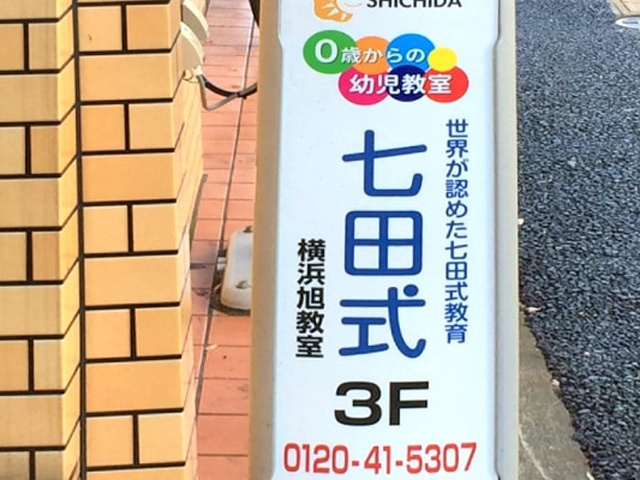 SHICHIDA
0歳からの
幼児教室
世界が認めた七田式教育
七田式
横浜旭教室
3F
0120-41-5307